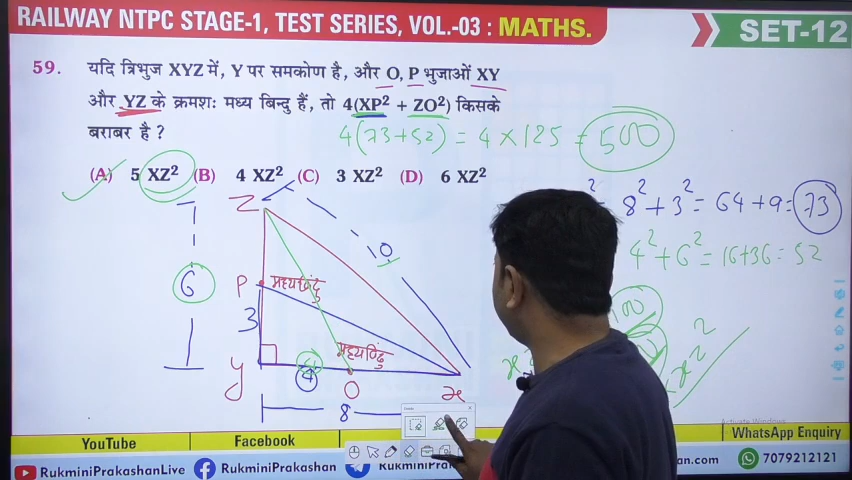 RAILWAY NTPC STAGE-1, TEST SERIES, VOL.-03 : MATHS.
SET-12
59. यदि त्रिभुज XYZ में, Y पर समकोण है, और O, P भुजाओं XY
और YZ के क्रमशः मध्य बिन्दु हैं, तो 4(XP² + ZO²) किसके
बराबर है ?
4(73+52) = 4×125 = 500
(A) 5 XZ² (B) 4 XZ² (C) 3 XZ² (D) 6 XZ²
² 8²+3² = 64+9 = 73
4²+6² = 16+36 = 52
Z
10
6
P मध्यबिंदु
3
मध्यबिंदु
Y 4 O x
8
Activate Windows
YouTube
Facebook
WhatsApp Enquiry
RukminiPrakashanLive
RukminiPrakashan
7079212121